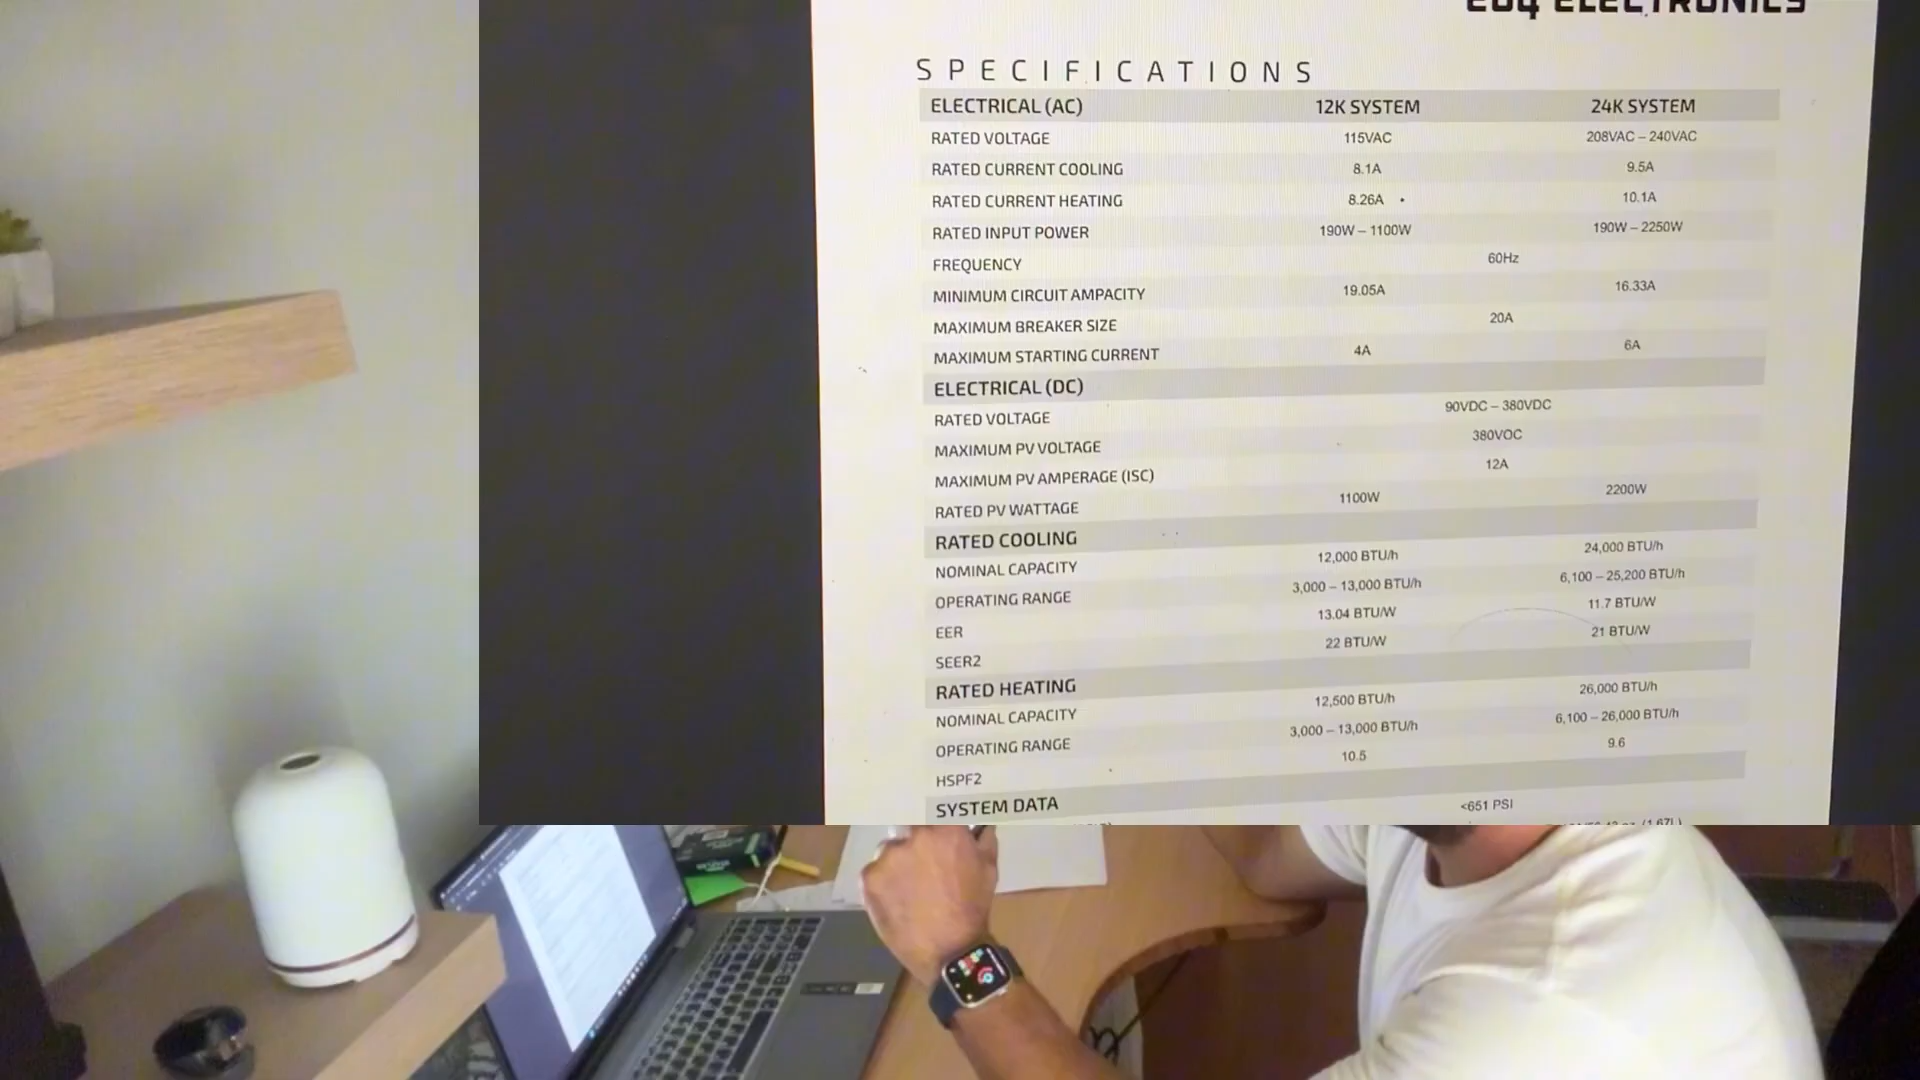 EG4 ELECTRONICS
SPECIFICATIONS
ELECTRICAL (AC) 12K SYSTEM 24K SYSTEM
RATED VOLTAGE 115VAC 208VAC – 240VAC
RATED CURRENT COOLING 8.1A 9.5A
RATED CURRENT HEATING 8.26A 10.1A
RATED INPUT POWER 190W – 1100W 190W – 2250W
FREQUENCY 60Hz
MINIMUM CIRCUIT AMPACITY 19.05A 16.33A
MAXIMUM BREAKER SIZE 20A
MAXIMUM STARTING CURRENT 4A 6A
ELECTRICAL (DC)
RATED VOLTAGE 90VDC – 380VDC
MAXIMUM PV VOLTAGE 380VOC
MAXIMUM PV AMPERAGE (ISC) 12A
RATED PV WATTAGE 1100W 2200W
RATED COOLING
NOMINAL CAPACITY 12,000 BTU/h 24,000 BTU/h
OPERATING RANGE 3,000 – 13,000 BTU/h 6,100 – 25,200 BTU/h
EER 13.04 BTU/W 11.7 BTU/W
SEER2 22 BTU/W 21 BTU/W
RATED HEATING
NOMINAL CAPACITY 12,500 BTU/h 26,000 BTU/h
OPERATING RANGE 3,000 – 13,000 BTU/h 6,100 – 26,000 BTU/h
HSPF2 10.5 9.6
SYSTEM DATA
<651 PSI